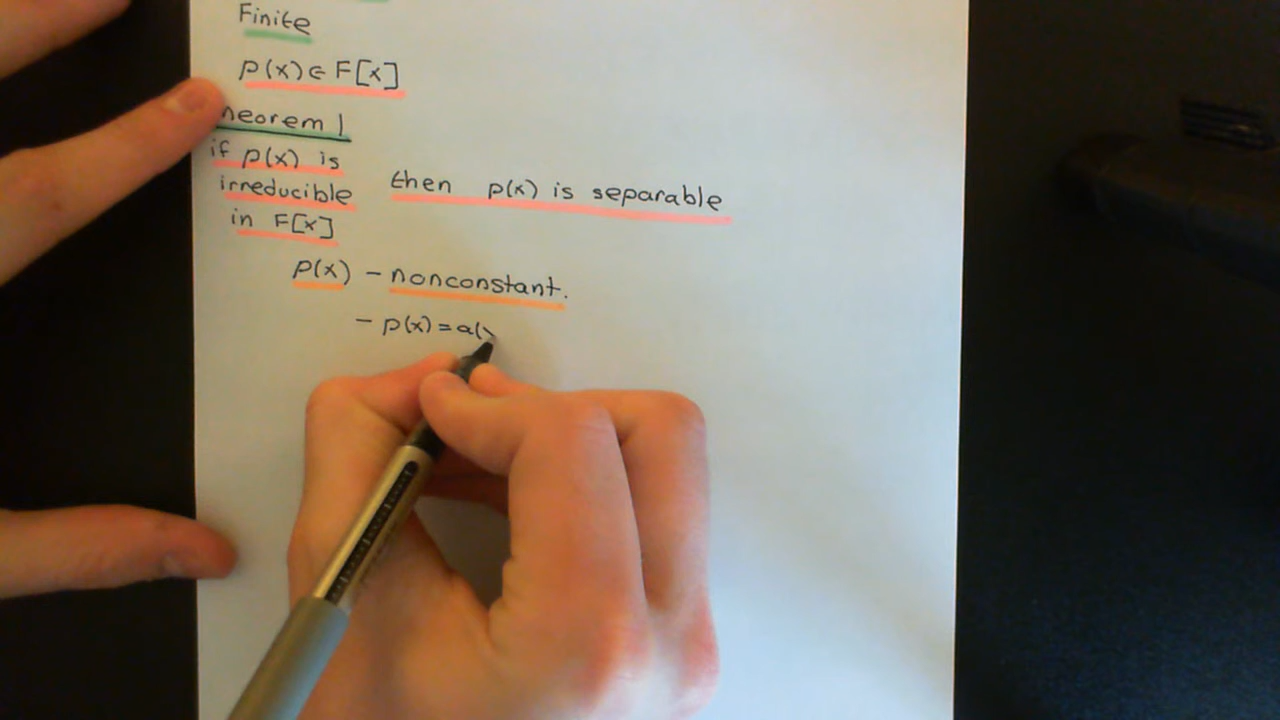 Finite
p(x) ∈ F[x]
heorem 1
if p(x) is
irreducible then p(x) is separable
in F[x]
p(x) - nonconstant.
- p(x) = a(